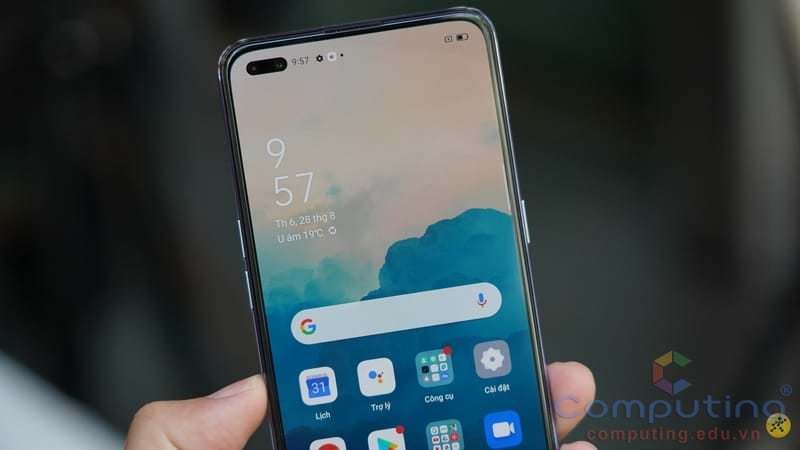 9:57
9
57
Th 6, 28 thg 8
U ám 19°C
G
31
Lịch
Trợ lý
Công cụ
Cài đặt
Computing®
computing.edu.vn